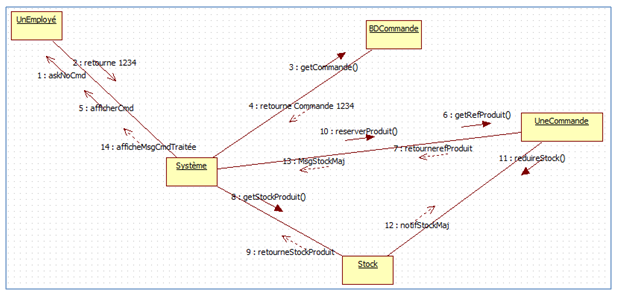 UnEmployé
BDCommande
2 : retourne 1234
1 : askNoCmd
3 : getCommande()
5 : afficherCmd
4 : retourne Commande 1234
6 : getRefProduit()
UneCommande
10 : reserverProduit()
14 : afficheMsgCmdTraitée
7 : retournerefProduit
13 : MsgStockMaj
11 : reduireStock()
Système
8 : getStockProduit()
12 : notifStockMaj
9 : retourneStockProduit
Stock